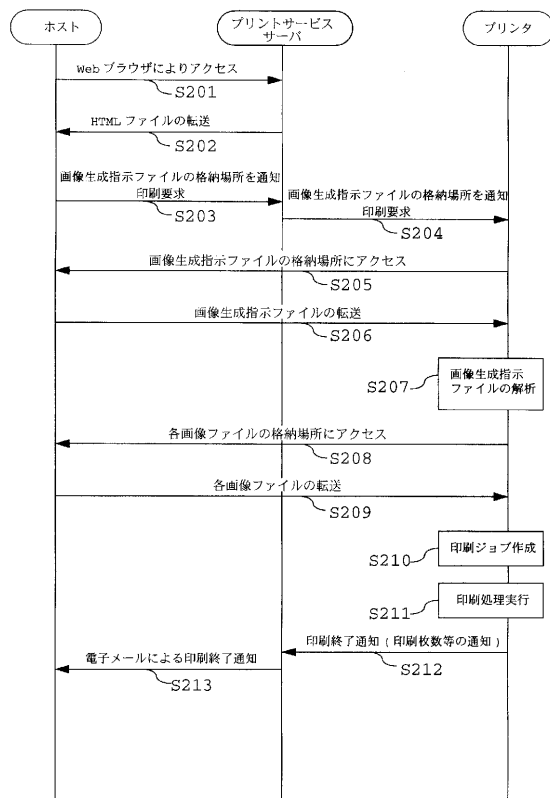 ホスト
プリントサービス
サーバ
プリンタ
Web ブラウザによりアクセス
S201
HTML ファイルの転送
S202
画像生成指示ファイルの格納場所を通知
印刷要求
S203
画像生成指示ファイルの格納場所を通知
印刷要求
S204
画像生成指示ファイルの格納場所にアクセス
S205
画像生成指示ファイルの転送
S206
S207
画像生成指示
ファイルの解析
各画像ファイルの格納場所にアクセス
S208
各画像ファイルの転送
S209
S210
印刷ジョブ作成
S211
印刷処理実行
印刷終了通知 ( 印刷枚数等の通知 )
S212
電子メールによる印刷終了通知
S213